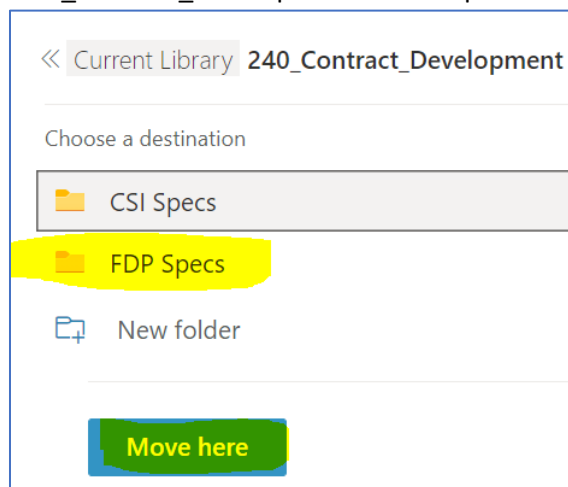 « Current Library 240_Contract_Development
Choose a destination
CSI Specs
FDP Specs
New folder
Move here